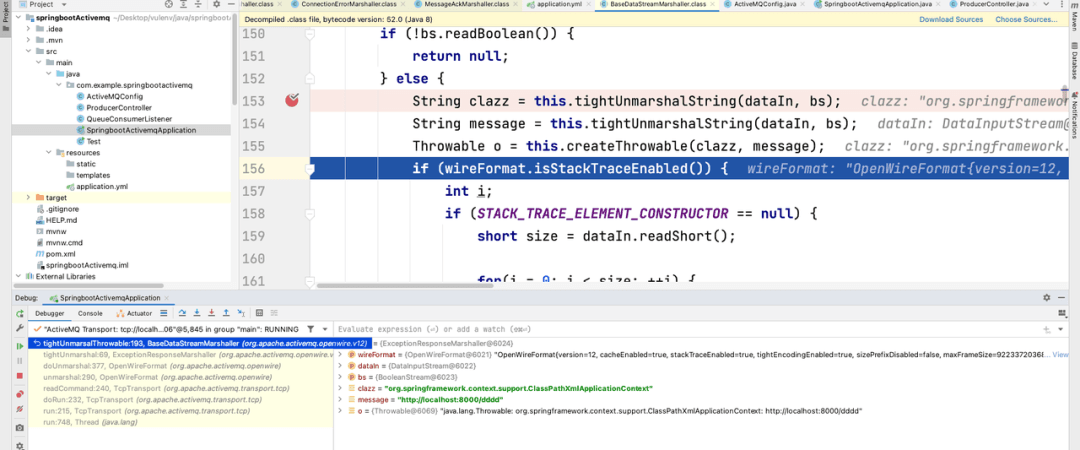 Project
haller.class
ConnectionErrorMarshaller.class
MessageAckMarshaller.class
application.yml
BaseDataStreamMarshaller.class
ActiveMQConfig.java
SpringbootActivemqApplication.java
ProducerController.java
springbootActivemq ~/Desktop/vulenv/java/springboot
.idea
.mvn
src
main
java
com.example.springbootactivemq
ActiveMQConfig
ProducerController
QueueConsumerListener
SpringbootActivemqApplication
Test
resources
static
templates
application.yml
target
.gitignore
HELP.md
mvnw
mvnw.cmd
pom.xml
springbootActivemq.iml
External Libraries
Decompiled .class file, bytecode version: 52.0 (Java 8)
Download Sources
Choose Sources...
150 if (!bs.readBoolean()) {
151 return null;
152 } else {
153 String clazz = this.tightUnmarshalString(dataIn, bs); clazz: "org.springframewor
154 String message = this.tightUnmarshalString(dataIn, bs); dataIn: DataInputStream@
155 Throwable o = this.createThrowable(clazz, message); clazz: "org.springframework.
156 if (wireFormat.isStackTraceEnabled()) { wireFormat: "OpenWireFormat{version=12,
157 int i;
158 if (STACK_TRACE_ELEMENT_CONSTRUCTOR == null) {
159 short size = dataIn.readShort();
160
161 for(i = 0; i < size; ++i) {
Project
Maven
Database
Notifications
Debug: SpringbootActivemqApplication
Debugger
Console
Actuator
"ActiveMQ Transport: tcp://localh...06"@5,845 in group "main": RUNNING
tightUnmarsalThrowable:193, BaseDataStreamMarshaller (org.apache.activemq.openwire.v12)
tightUnmarshal:69, ExceptionResponseMarshaller (org.apache.activemq.openwire.v
doUnmarshal:377, OpenWireFormat (org.apache.activemq.openwire)
unmarshal:290, OpenWireFormat (org.apache.activemq.openwire)
readCommand:240, TcpTransport (org.apache.activemq.transport.tcp)
doRun:232, TcpTransport (org.apache.activemq.transport.tcp)
run:215, TcpTransport (org.apache.activemq.transport.tcp)
run:748, Thread (java.lang)
Evaluate expression (⏎) or add a watch (⌘⏎)
= {ExceptionResponseMarshaller@6024}
wireFormat = {OpenWireFormat@6021} "OpenWireFormat{version=12, cacheEnabled=true, stackTraceEnabled=true, tightEncodingEnabled=true, sizePrefixDisabled=false, maxFrameSize=9223372036... View
dataIn = {DataInputStream@6022}
bs = {BooleanStream@6023}
clazz = "org.springframework.context.support.ClassPathXmlApplicationContext"
message = "http://localhost:8000/dddd"
o = {Throwable@6069} "java.lang.Throwable: org.springframework.context.support.ClassPathXmlApplicationContext: http://localhost:8000/dddd"